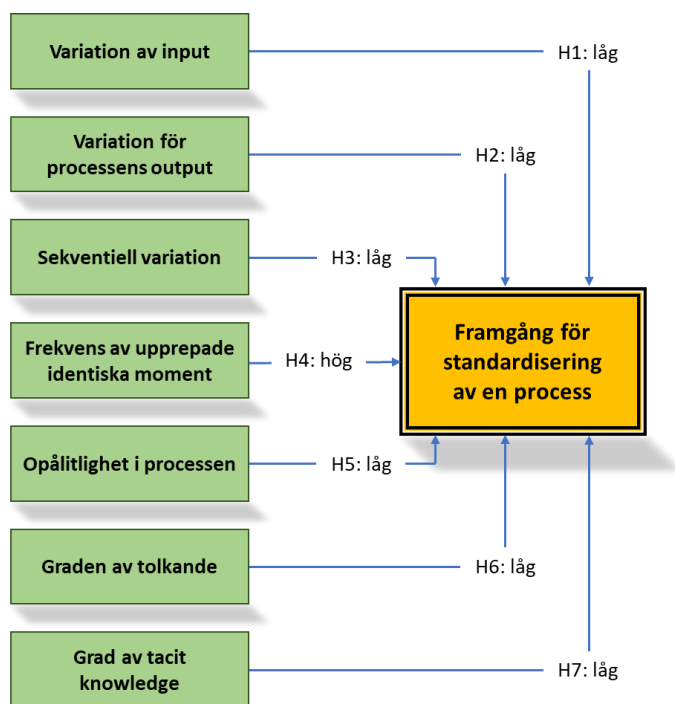 Variation av input
H1: låg
Variation för
processens output
H2: låg
Sekventiell variation
H3: låg
Frekvens av upprepade
identiska moment
H4: hög
Framgång för
standardisering
av en process
Opålitlighet i processen
H5: låg
Graden av tolkande
H6: låg
Grad av tacit
knowledge
H7: låg